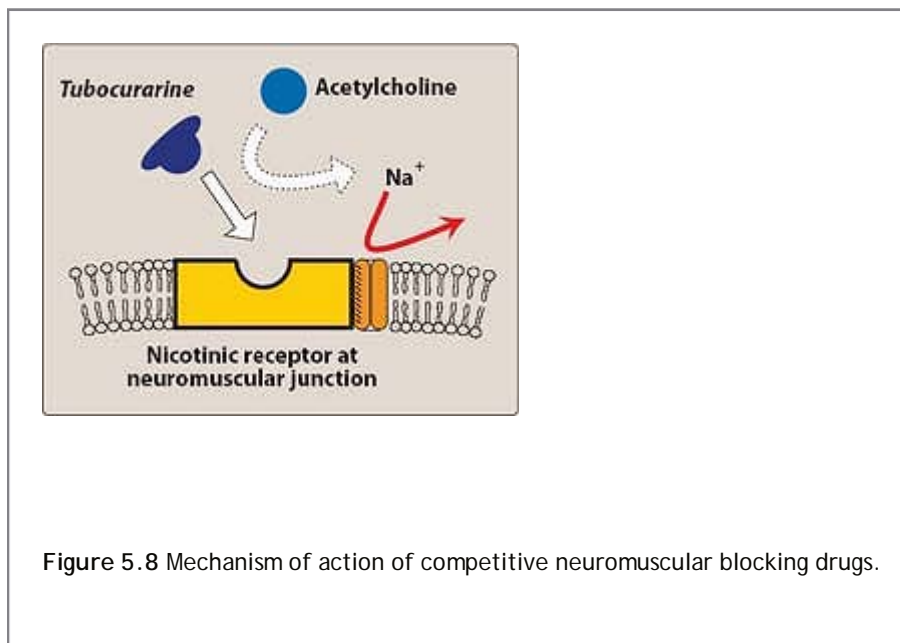 Tubocurarine
Acetylcholine
Na⁺
Nicotinic receptor at
neuromuscular junction
Figure 5.8 Mechanism of action of competitive neuromuscular blocking drugs.